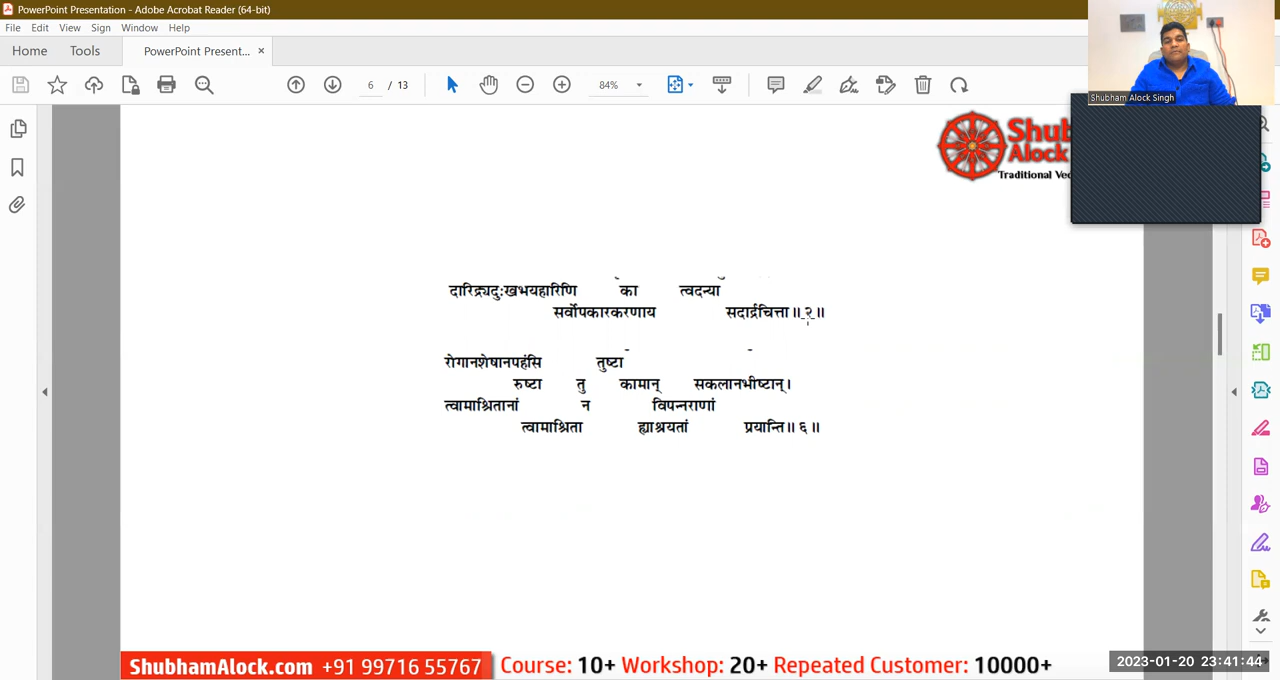 PowerPoint Presentation - Adobe Acrobat Reader (64-bit)
File Edit View Sign Window Help
Home Tools PowerPoint Present... ×
6 / 13 84%
Shubham Alock Singh
Shub
Alock
Traditional Ved
दारिद्र्यदुःखभयहारिणि का त्वदन्या
सर्वोपकारकरणाय सदार्द्रचित्ता॥२॥
रोगानशेषानपहंसि तुष्टा
रुष्टा तु कामान् सकलानभीष्टान्।
त्वामाश्रितानां न विपन्नराणां
त्वामाश्रिता ह्याश्रयतां प्रयान्ति॥६॥
ShubhamAlock.com +91 99716 55767 Course: 10+ Workshop: 20+ Repeated Customer: 10000+
2023-01-20 23:41:44